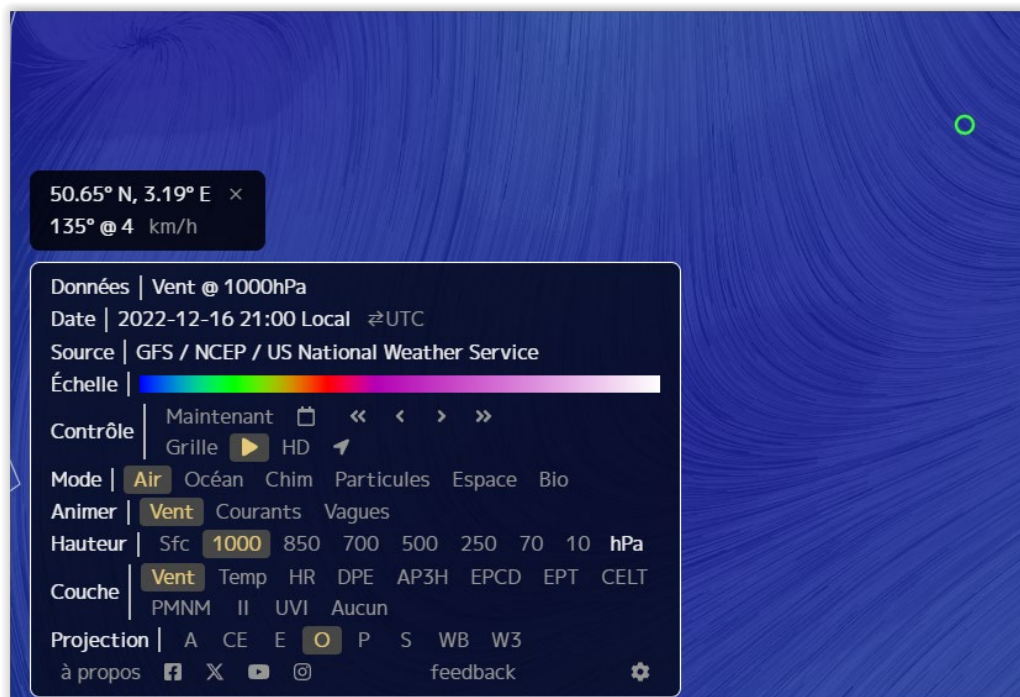 50.65° N, 3.19° E ×
135° @ 4 km/h
Données | Vent @ 1000hPa
Date | 2022-12-16 21:00 Local ⇄UTC
Source | GFS / NCEP / US National Weather Service
Échelle |
Contrôle | Maintenant « ‹ › »
Grille HD
Mode | Air Océan Chim Particules Espace Bio
Animer | Vent Courants Vagues
Hauteur | Sfc 1000 850 700 500 250 70 10 hPa
Couche | Vent Temp HR DPE AP3H EPCD EPT CELT
PMNM II UVI Aucun
Projection | A CE E O P S WB W3
à propos feedback